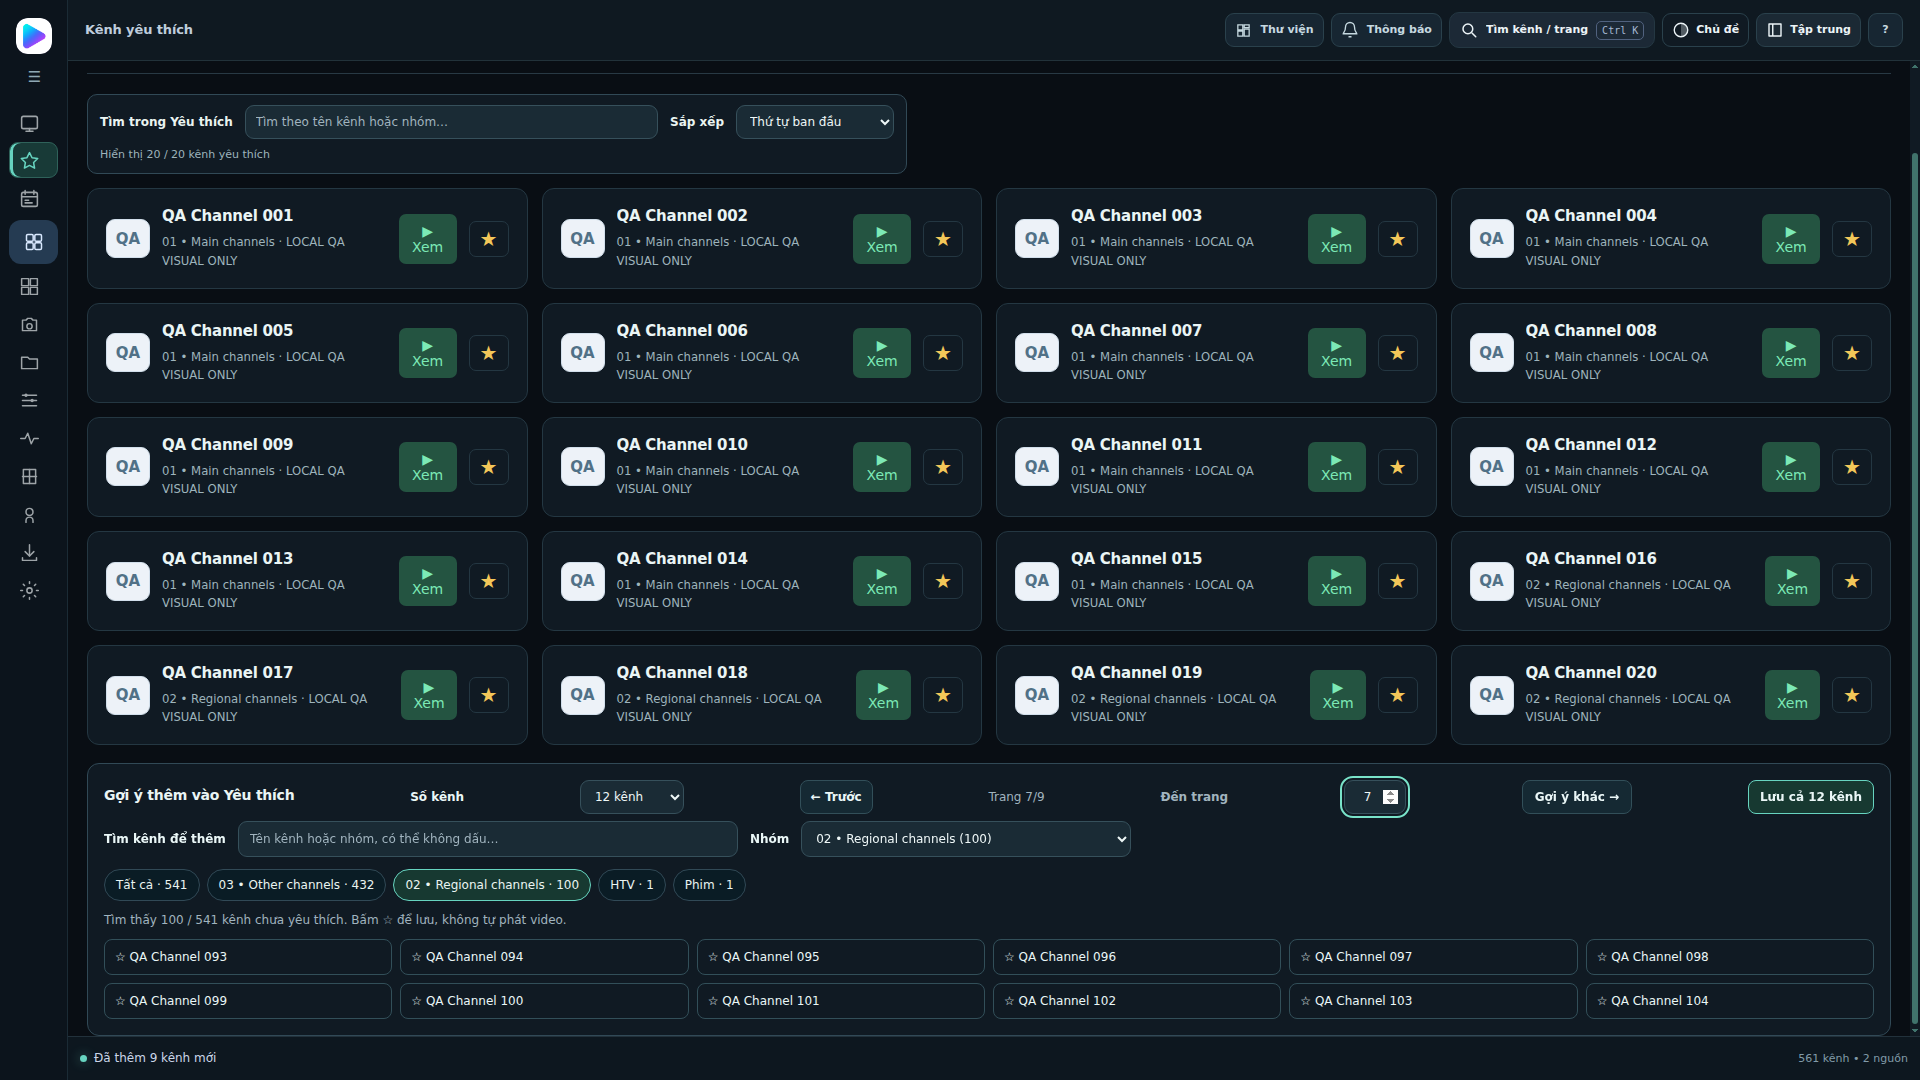 Kênh yêu thích
Thư viện
Thông báo
Tìm kênh / trang Ctrl K
Chủ đề
Tập trung
?
Tìm trong Yêu thích
Tìm theo tên kênh hoặc nhóm...
Sắp xếp
Thứ tự ban đầu
Hiển thị 20 / 20 kênh yêu thích
QA
QA Channel 001
01 • Main channels · LOCAL QA
VISUAL ONLY
▶
Xem
★
QA
QA Channel 002
01 • Main channels · LOCAL QA
VISUAL ONLY
▶
Xem
★
QA
QA Channel 003
01 • Main channels · LOCAL QA
VISUAL ONLY
▶
Xem
★
QA
QA Channel 004
01 • Main channels · LOCAL QA
VISUAL ONLY
▶
Xem
★
QA
QA Channel 005
01 • Main channels · LOCAL QA
VISUAL ONLY
▶
Xem
★
QA
QA Channel 006
01 • Main channels · LOCAL QA
VISUAL ONLY
▶
Xem
★
QA
QA Channel 007
01 • Main channels · LOCAL QA
VISUAL ONLY
▶
Xem
★
QA
QA Channel 008
01 • Main channels · LOCAL QA
VISUAL ONLY
▶
Xem
★
QA
QA Channel 009
01 • Main channels · LOCAL QA
VISUAL ONLY
▶
Xem
★
QA
QA Channel 010
01 • Main channels · LOCAL QA
VISUAL ONLY
▶
Xem
★
QA
QA Channel 011
01 • Main channels · LOCAL QA
VISUAL ONLY
▶
Xem
★
QA
QA Channel 012
01 • Main channels · LOCAL QA
VISUAL ONLY
▶
Xem
★
QA
QA Channel 013
01 • Main channels · LOCAL QA
VISUAL ONLY
▶
Xem
★
QA
QA Channel 014
01 • Main channels · LOCAL QA
VISUAL ONLY
▶
Xem
★
QA
QA Channel 015
01 • Main channels · LOCAL QA
VISUAL ONLY
▶
Xem
★
QA
QA Channel 016
02 • Regional channels · LOCAL QA
VISUAL ONLY
▶
Xem
★
QA
QA Channel 017
02 • Regional channels · LOCAL QA
VISUAL ONLY
▶
Xem
★
QA
QA Channel 018
02 • Regional channels · LOCAL QA
VISUAL ONLY
▶
Xem
★
QA
QA Channel 019
02 • Regional channels · LOCAL QA
VISUAL ONLY
▶
Xem
★
QA
QA Channel 020
02 • Regional channels · LOCAL QA
VISUAL ONLY
▶
Xem
★
Gợi ý thêm vào Yêu thích
Số kênh
12 kênh
← Trước
Trang 7/9
Đến trang
7
Gợi ý khác →
Lưu cả 12 kênh
Tìm kênh để thêm
Tên kênh hoặc nhóm, có thể không dấu...
Nhóm
02 • Regional channels (100)
Tất cả · 541
03 • Other channels · 432
02 • Regional channels · 100
HTV · 1
Phim · 1
Tìm thấy 100 / 541 kênh chưa yêu thích. Bấm ☆ để lưu, không tự phát video.
☆ QA Channel 093
☆ QA Channel 094
☆ QA Channel 095
☆ QA Channel 096
☆ QA Channel 097
☆ QA Channel 098
☆ QA Channel 099
☆ QA Channel 100
☆ QA Channel 101
☆ QA Channel 102
☆ QA Channel 103
☆ QA Channel 104
Đã thêm 9 kênh mới
561 kênh • 2 nguồn